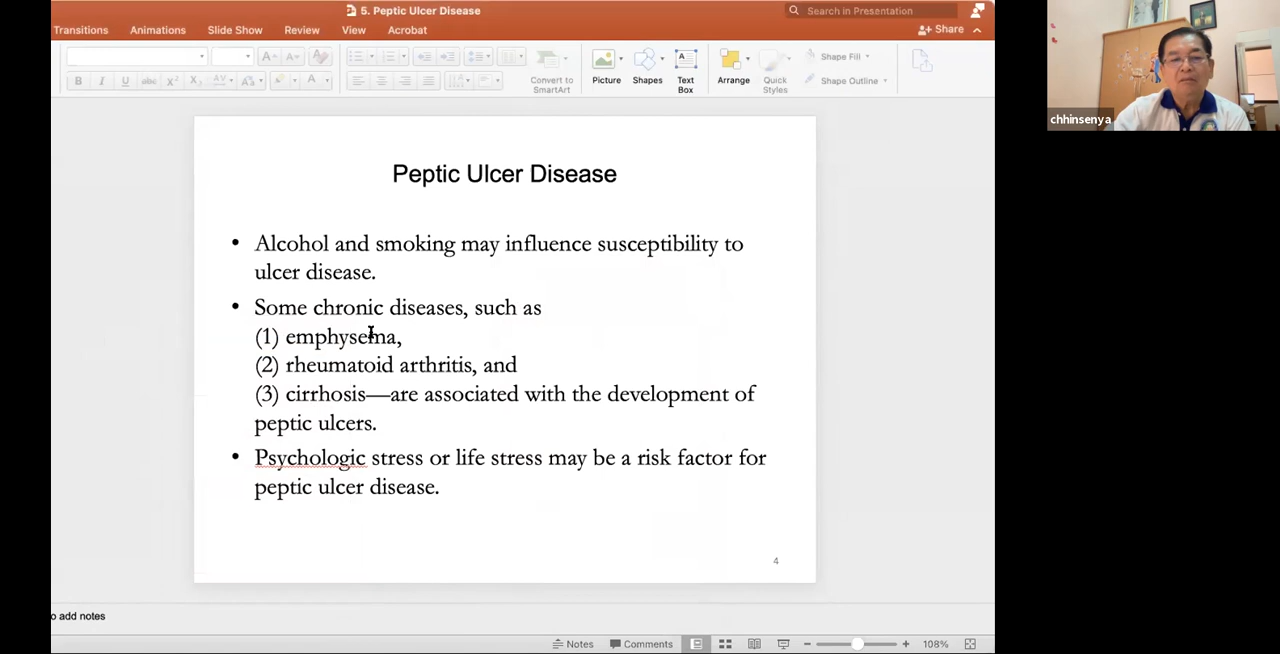 5. Peptic Ulcer Disease
Search in Presentation
Transitions Animations Slide Show Review View Acrobat
Share
Convert to
SmartArt
Picture
Shapes
Text
Box
Arrange
Quick
Styles
Shape Fill
Shape Outline
chhinsenya
Peptic Ulcer Disease
• Alcohol and smoking may influence susceptibility to
ulcer disease.
• Some chronic diseases, such as
(1) emphysema,
(2) rheumatoid arthritis, and
(3) cirrhosis—are associated with the development of
peptic ulcers.
• Psychologic stress or life stress may be a risk factor for
peptic ulcer disease.
4
o add notes
Notes Comments 108%